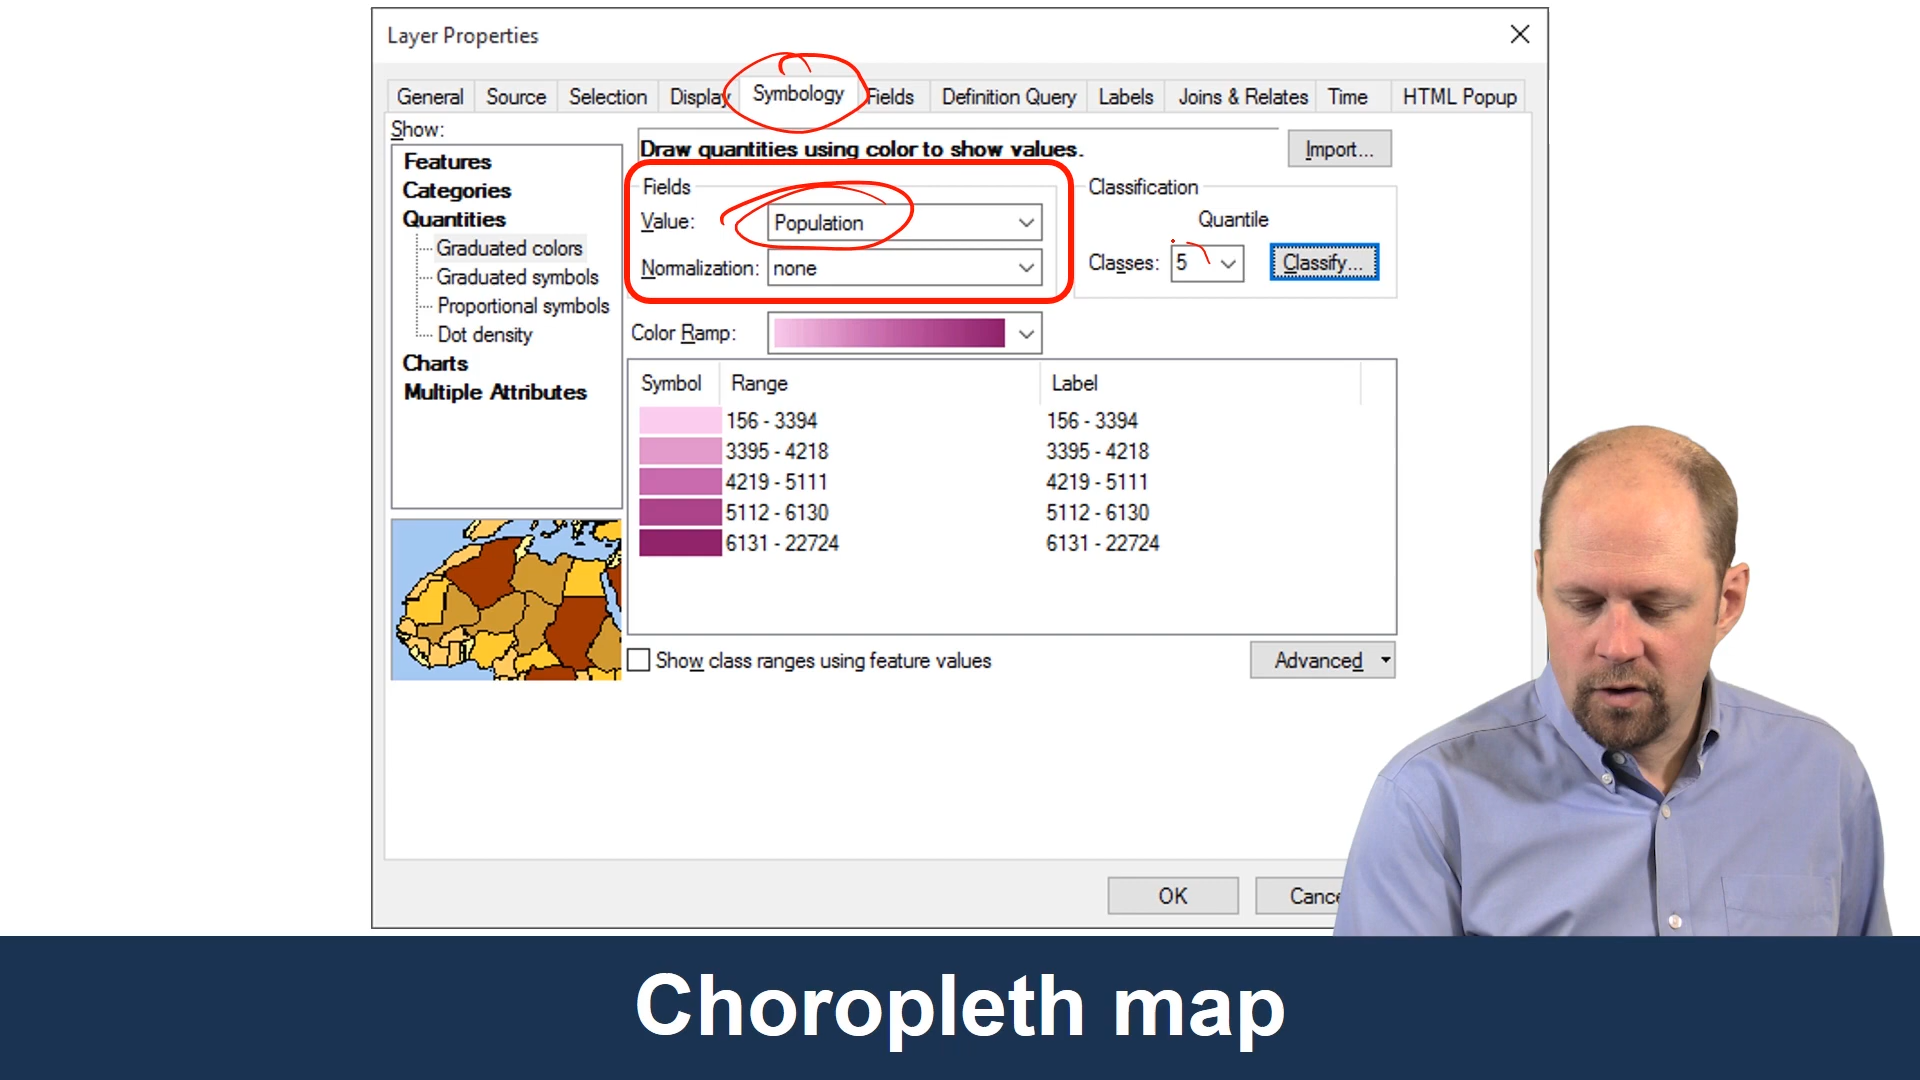 Layer Properties
General Source Selection Display Symbology Fields Definition Query Labels Joins & Relates Time HTML Popup
Show:
Features
Categories
Quantities
Graduated colors
Graduated symbols
Proportional symbols
Dot density
Charts
Multiple Attributes
Draw quantities using color to show values.
Import...
Fields
Value: Population
Normalization: none
Classification
Quantile
Classes: 5 Classify...
Color Ramp:
Symbol Range Label
156 - 3394 156 - 3394
3395 - 4218 3395 - 4218
4219 - 5111 4219 - 5111
5112 - 6130 5112 - 6130
6131 - 22724 6131 - 22724
Show class ranges using feature values
Advanced
OK Cance
Choropleth map